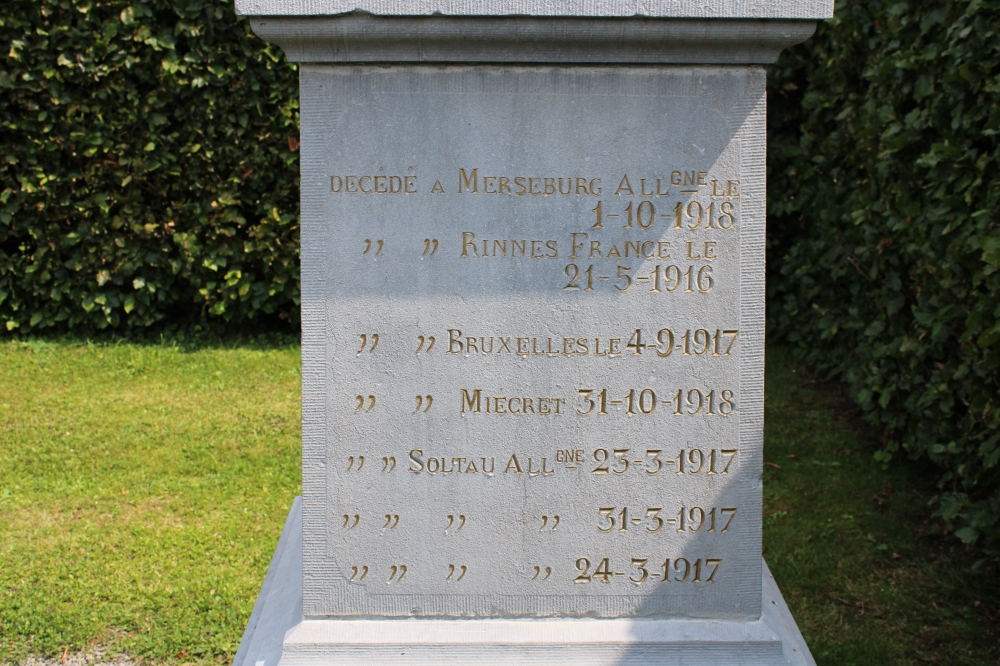 DECÉDÉ A MERSEBURG ALLGNE LE
1-10-1918
" " RINNES FRANCE LE
21-5-1916
" " BRUXELLES LE 4-9-1917
" " MIÉCRET 31-10-1918
" " SOLTAU ALLGNE 23-3-1917
" " " " 31-3-1917
" " " " 24-3-1917